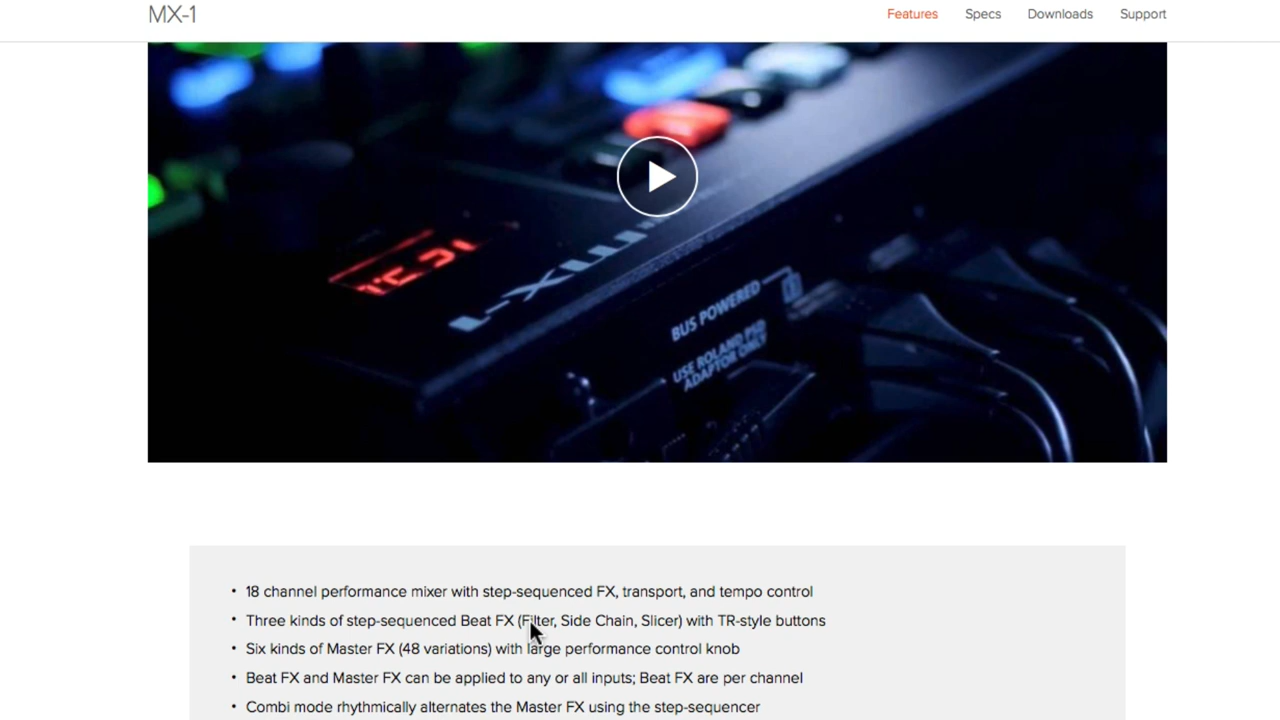 MX-1
Features
Specs
Downloads
Support
MX-1
BUS POWERED
USE ROLAND PSB
ADAPTOR ONLY
• 18 channel performance mixer with step-sequenced FX, transport, and tempo control
• Three kinds of step-sequenced Beat FX (Filter, Side Chain, Slicer) with TR-style buttons
• Six kinds of Master FX (48 variations) with large performance control knob
• Beat FX and Master FX can be applied to any or all inputs; Beat FX are per channel
• Combi mode rhythmically alternates the Master FX using the step-sequencer